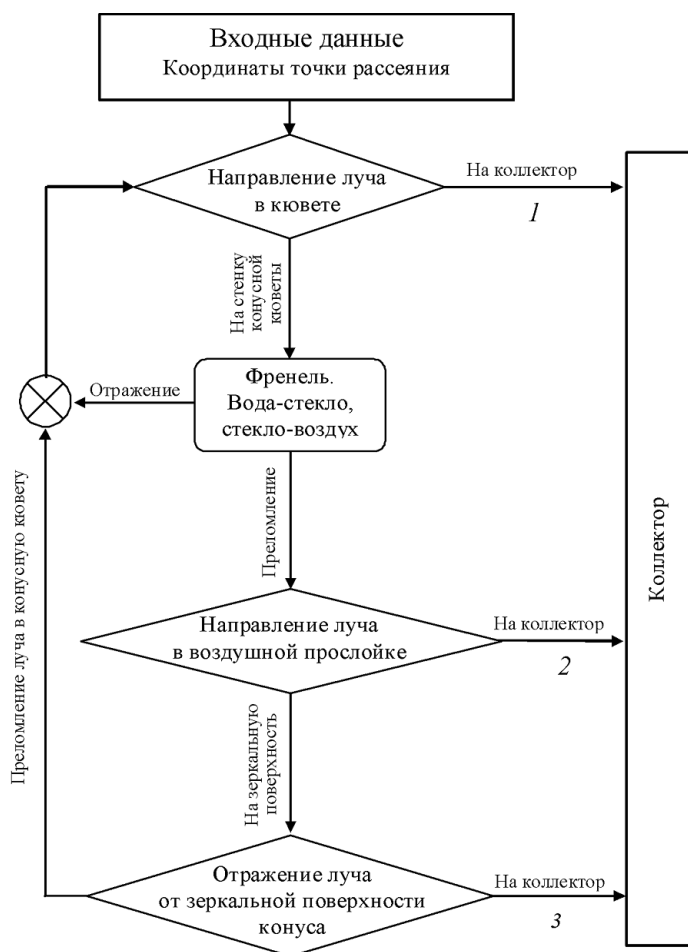 Входные данные
Координаты точки рассеяния
Направление луча
в кювете
На коллектор
1
На стенку
конусной
кюветы
Френель.
Вода-стекло,
стекло-воздух
Отражение
Преломление
Преломление луча в конусную кювету
Направление луча
в воздушной прослойке
На коллектор
2
На зеркальную
поверхность
Отражение луча
от зеркальной поверхности
конуса
На коллектор
3
Коллектор